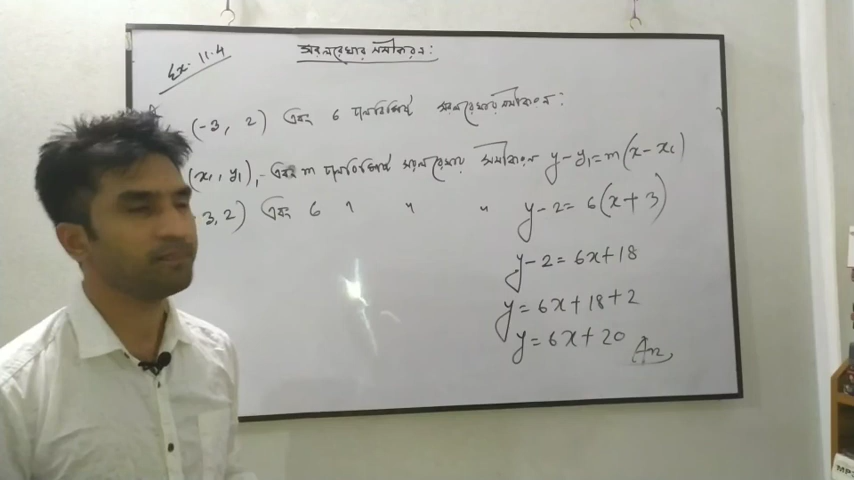 Ex. 11.4
সরলরেখার সমীকরণ:
(-3, 2) এবং 6 ঢালবিশিষ্ট সরলরেখার সমীকরণ:
(x₁, y₁), এবং m ঢালবিশিষ্ট সরলরেখার সমীকরণ y-y₁=m(x-x₁)
3, 2) এবং 6 " " " y-2= 6(x+3)
y-2=6x+18
y=6x+18+2
y=6x+20 Ans
MP3